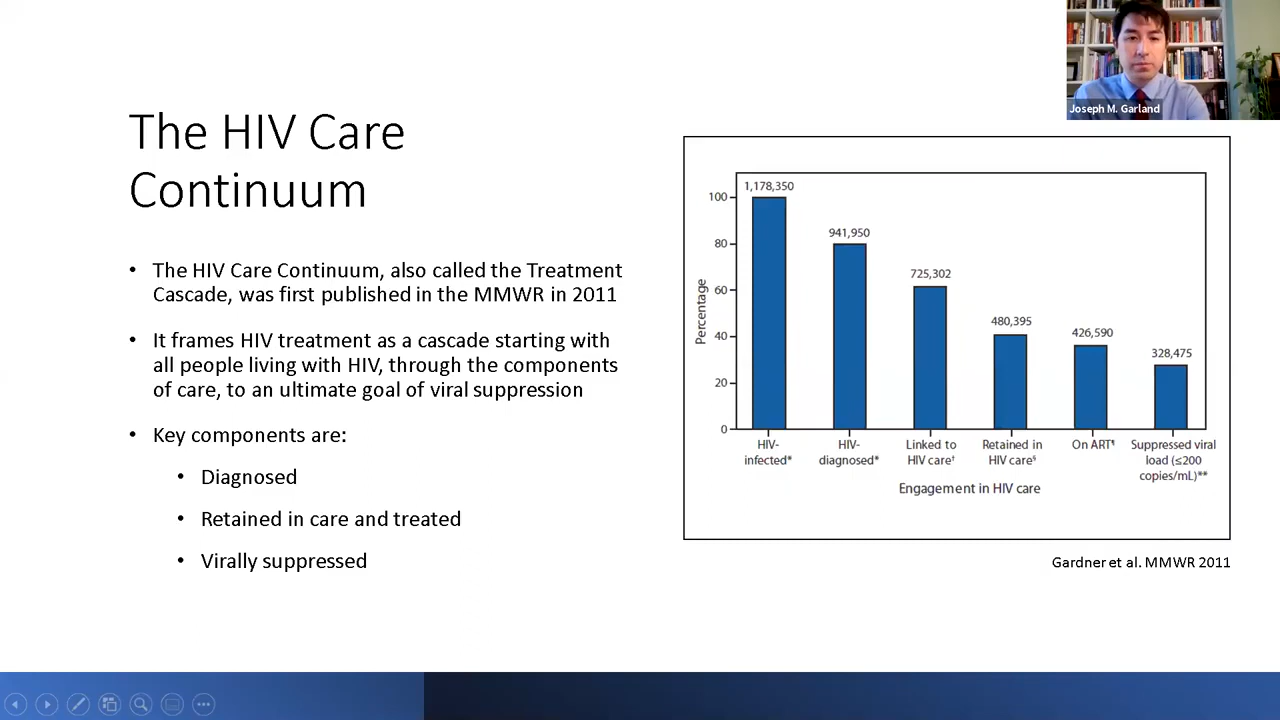 Joseph M. Garland
The HIV Care
Continuum
• The HIV Care Continuum, also called the Treatment
Cascade, was first published in the MMWR in 2011
• It frames HIV treatment as a cascade starting with
all people living with HIV, through the components
of care, to an ultimate goal of viral suppression
• Key components are:
• Diagnosed
• Retained in care and treated
• Virally suppressed
Percentage
100
80
60
40
20
0
1,178,350
941,950
725,302
480,395
426,590
328,475
HIV-
infected*
HIV-
diagnosed*
Linked to
HIV care†
Retained in
HIV care§
On ART¶
Suppressed viral
load (≤200
copies/mL)**
Engagement in HIV care
Gardner et al. MMWR 2011